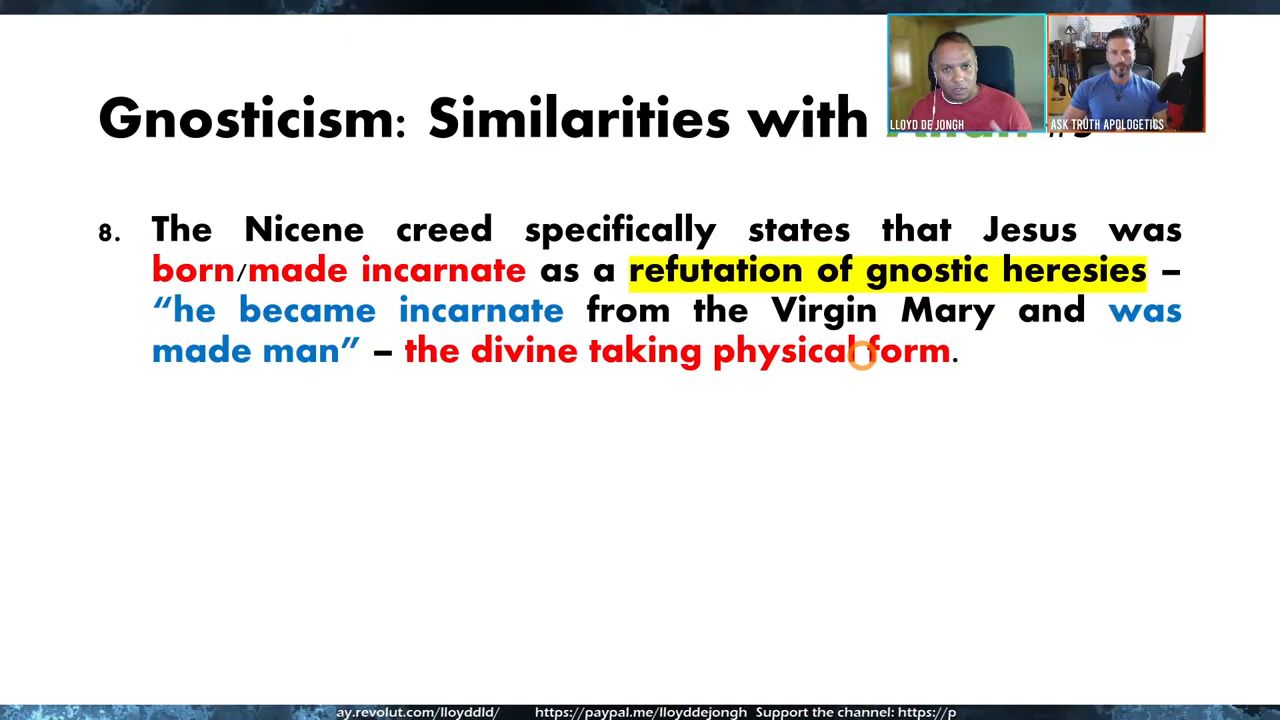 Gnosticism: Similarities with
LLOYD DE JONGH
ASK TRUTH APOLOGETICS
8. The Nicene creed specifically states that Jesus was
born/made incarnate as a refutation of gnostic heresies –
“he became incarnate from the Virgin Mary and was
made man” – the divine taking physical form.
ay.revolut.com/lloyddld/ https://paypal.me/lloyddejongh Support the channel: https://p